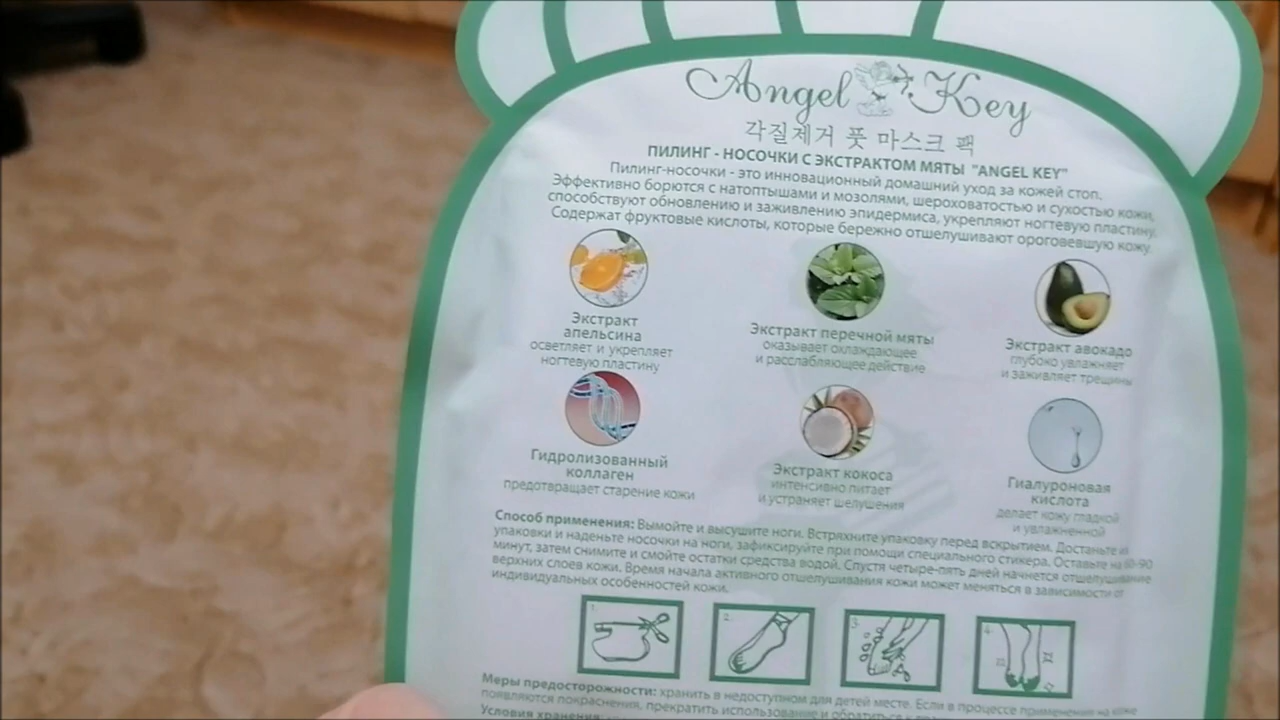 Angel Key
각질제거 풋 마스크 팩
ПИЛИНГ - НОСОЧКИ С ЭКСТРАКТОМ МЯТЫ "ANGEL KEY"
Пилинг-носочки - это инновационный домашний уход за кожей стоп.
Эффективно борются с натоптышами и мозолями, шероховатостью и сухостью кожи,
способствуют обновлению и заживлению эпидермиса, укрепляют ногтевую пластину.
Содержат фруктовые кислоты, которые бережно отшелушивают ороговевшую кожу.
Экстракт
апельсина
осветляет и укрепляет
ногтевую пластину
Экстракт перечной мяты
оказывает охлаждающее
и расслабляющее действие
Экстракт авокадо
глубоко увлажняет
и заживляет трещины
Гидролизованный
коллаген
предотвращает старение кожи
Экстракт кокоса
интенсивно питает
и устраняет шелушения
Гиалуроновая
кислота
делает кожу гладкой
и увлажненной
Способ применения: Вымойте и высушите ноги. Встряхните упаковку перед вскрытием. Достаньте из
упаковки и наденьте носочки на ноги, зафиксируйте при помощи специального стикера. Оставьте на 60-90
минут, затем снимите и смойте остатки средства водой. Спустя четыре-пять дней начнется отшелушивание
верхних слоев кожи. Время начала активного отшелушивания кожи может меняться в зависимости от
индивидуальных особенностей кожи.
1.
2.
3.
4.
Меры предосторожности: хранить в недоступном для детей месте. Если в процессе применения на коже
появляются покраснения, прекратить использование и обратиться к
Условия хранения: